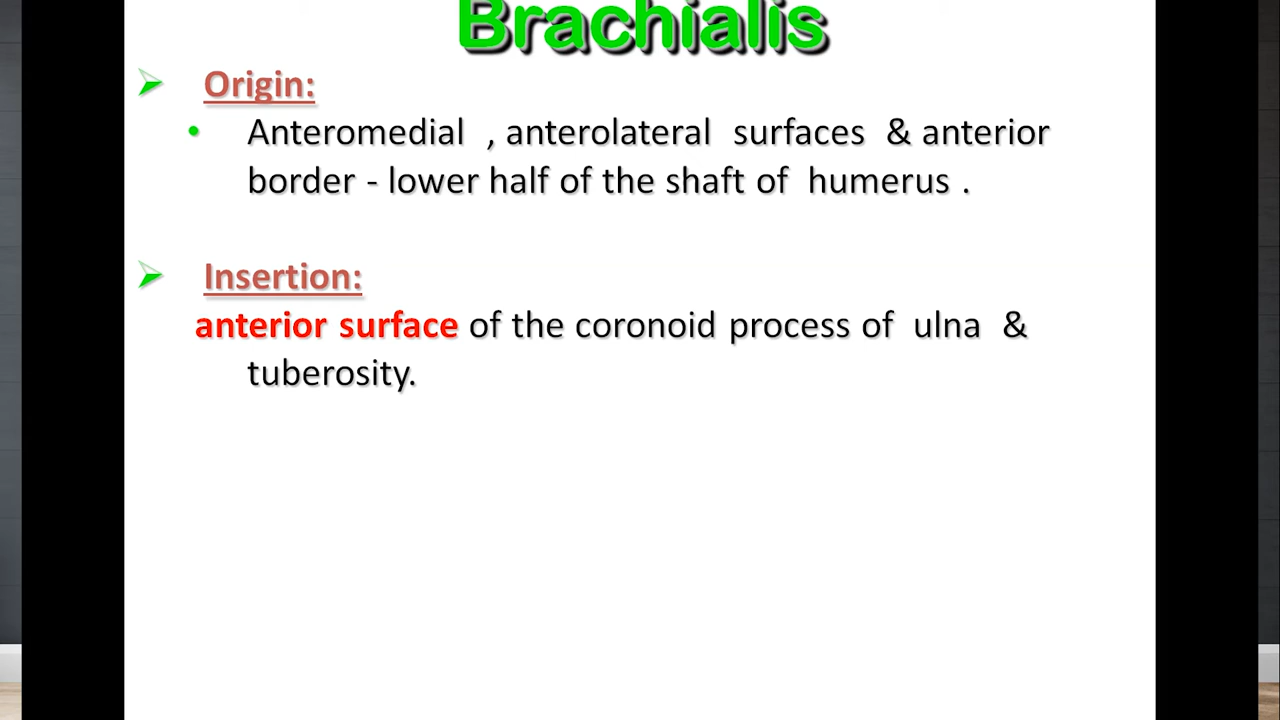 Brachialis
Origin:
Anteromedial , anterolateral surfaces & anterior
border - lower half of the shaft of humerus .
Insertion:
anterior surface of the coronoid process of ulna &
tuberosity.